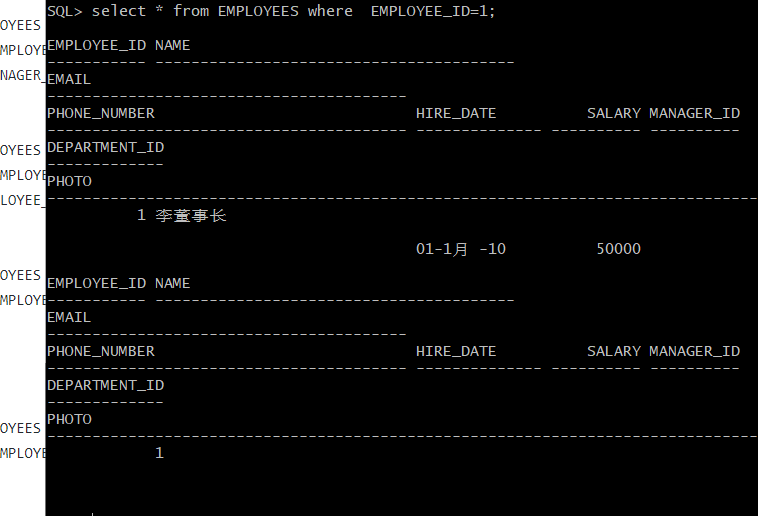 SQL> select * from EMPLOYEES where  EMPLOYEE_ID=1;
OYEES
MPLOYE
NAGER_
EMPLOYEE_ID NAME
----------- ----------------------------------------
EMAIL
----------------------------------------
PHONE_NUMBER HIRE_DATE SALARY MANAGER_ID
---------------------------------------- -------------- ---------- ----------
OYEES
MPLOYE
LOYEE_
DEPARTMENT_ID
-------------
PHOTO
--------------------------------------------------------------------------------
1 李董事长
01-1月 -10 50000
OYEES
MPLOYE
EMPLOYEE_ID NAME
----------- ----------------------------------------
EMAIL
----------------------------------------
PHONE_NUMBER HIRE_DATE SALARY MANAGER_ID
---------------------------------------- -------------- ---------- ----------
DEPARTMENT_ID
-------------
PHOTO
--------------------------------------------------------------------------------
OYEES
MPLOYE
1